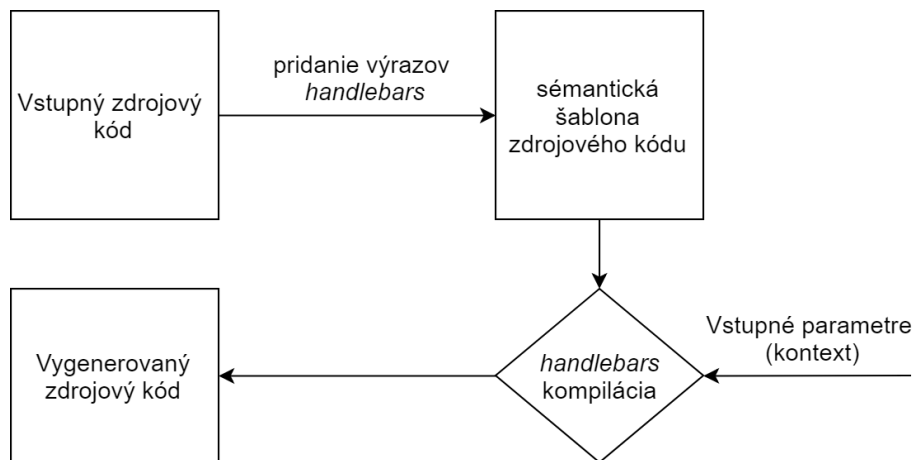 Vstupný zdrojový
kód
pridanie výrazov
handlebars
sémantická
šablona
zdrojového kódu
Vstupné parametre
(kontext)
handlebars
kompilácia
Vygenerovaný
zdrojový kód